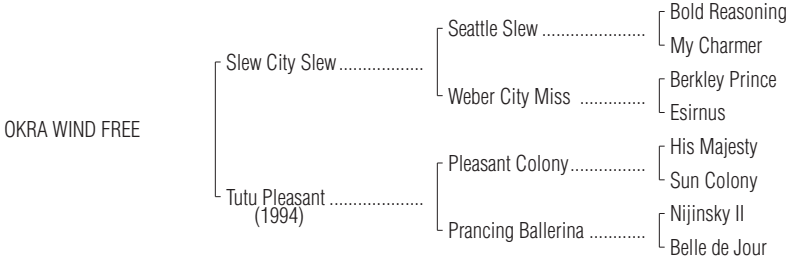 Bold Reasoning
Seattle Slew ......................
My Charmer
Slew City Slew ..................
Berkley Prince
Weber City Miss ..............
Esirnus
OKRA WIND FREE
His Majesty
Pleasant Colony ................
Sun Colony
Tutu Pleasant ....................
(1994)
Nijinsky II
Prancing Ballerina ............
Belle de Jour